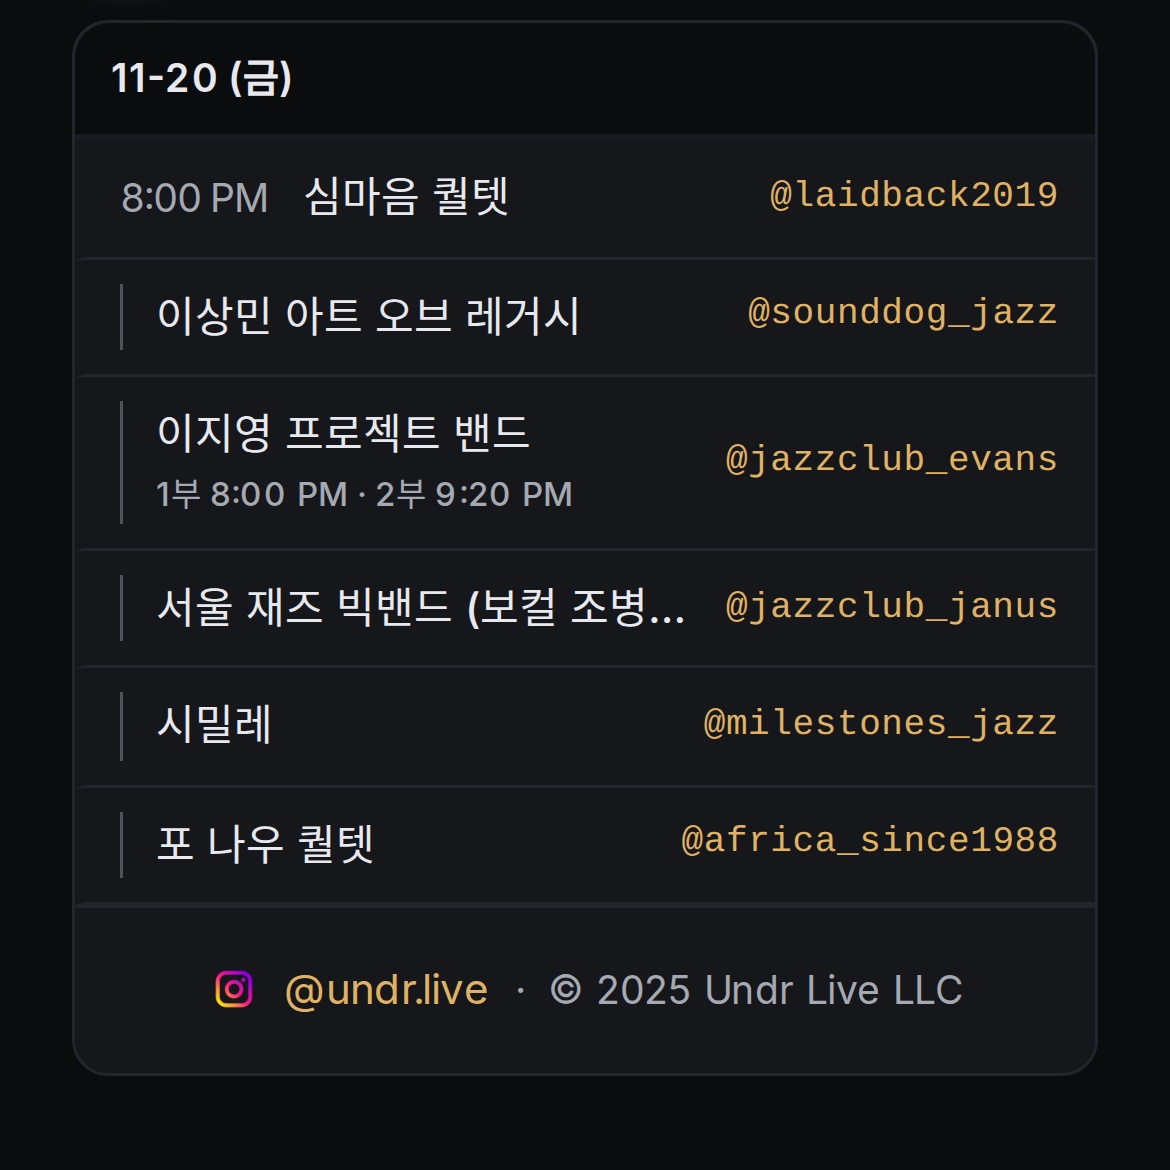 11-20 (금)
8:00 PM 심마음 퀄텟 @laidback2019
이상민 아트 오브 레거시 @sounddog_jazz
이지영 프로젝트 밴드 @jazzclub_evans
1부 8:00 PM · 2부 9:20 PM
서울 재즈 빅밴드 (보컬 조병... @jazzclub_janus
시밀레 @milestones_jazz
포 나우 퀄텟 @africa_since1988
@undr.live · © 2025 Undr Live LLC